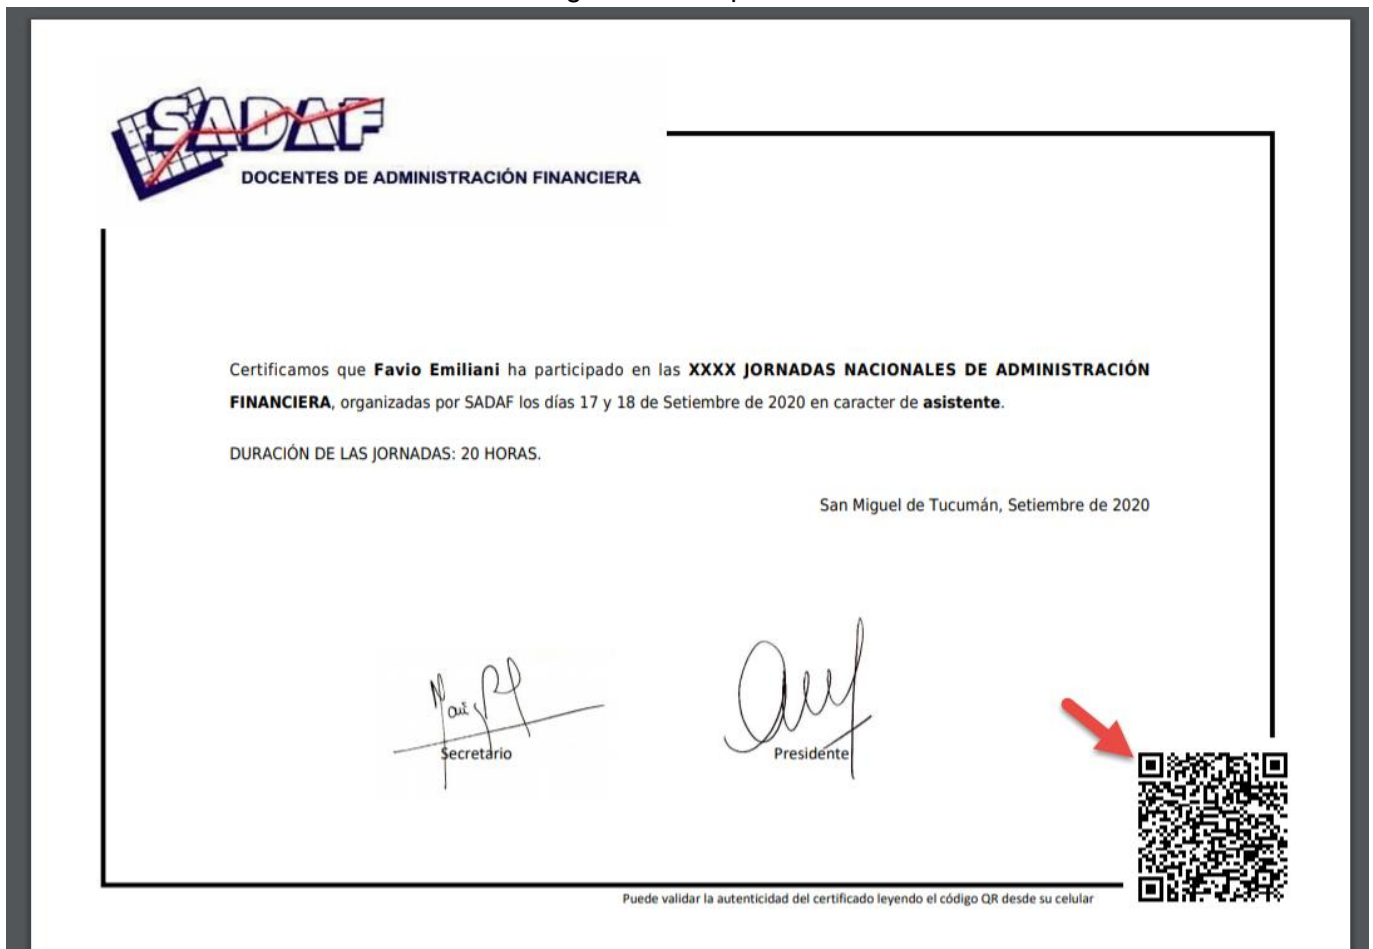 SADAF
DOCENTES DE ADMINISTRACIÓN FINANCIERA
Certificamos que Favio Emiliani ha participado en las XXXX JORNADAS NACIONALES DE ADMINISTRACIÓN
FINANCIERA, organizadas por SADAF los días 17 y 18 de Setiembre de 2020 en caracter de asistente.
DURACIÓN DE LAS JORNADAS: 20 HORAS.
San Miguel de Tucumán, Setiembre de 2020
Secretario
Presidente
Puede validar la autenticidad del certificado leyendo el código QR desde su celular